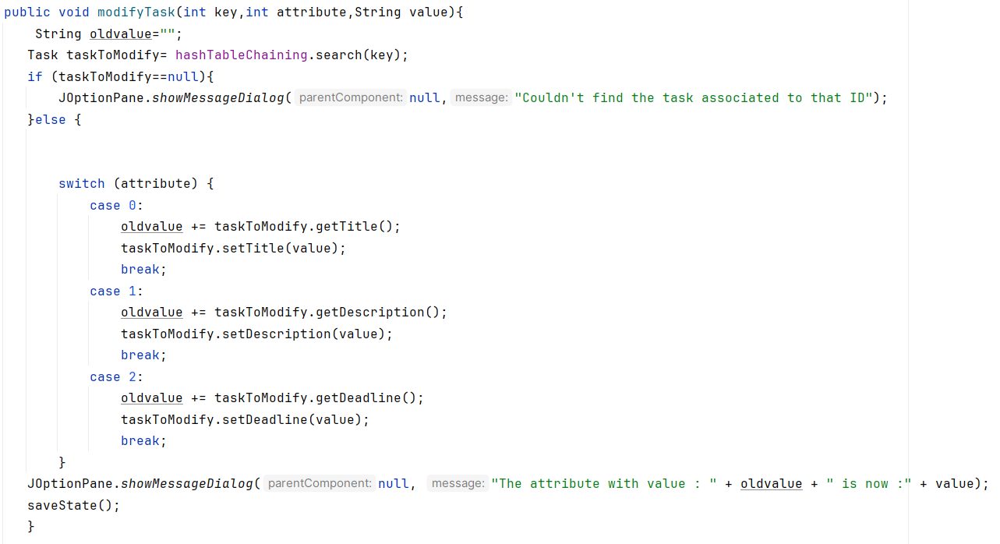 public void modifyTask(int key,int attribute,String value){
String oldvalue="";
Task taskToModify= hashTableChaining.search(key);
if (taskToModify==null){
JOptionPane.showMessageDialog( parentComponent: null, message: "Couldn't find the task associated to that ID");
}else {
switch (attribute) {
case 0:
oldvalue += taskToModify.getTitle();
taskToModify.setTitle(value);
break;
case 1:
oldvalue += taskToModify.getDescription();
taskToModify.setDescription(value);
break;
case 2:
oldvalue += taskToModify.getDeadline();
taskToModify.setDeadline(value);
break;
}
JOptionPane.showMessageDialog( parentComponent: null, message: "The attribute with value : " + oldvalue + " is now :" + value);
saveState();
}